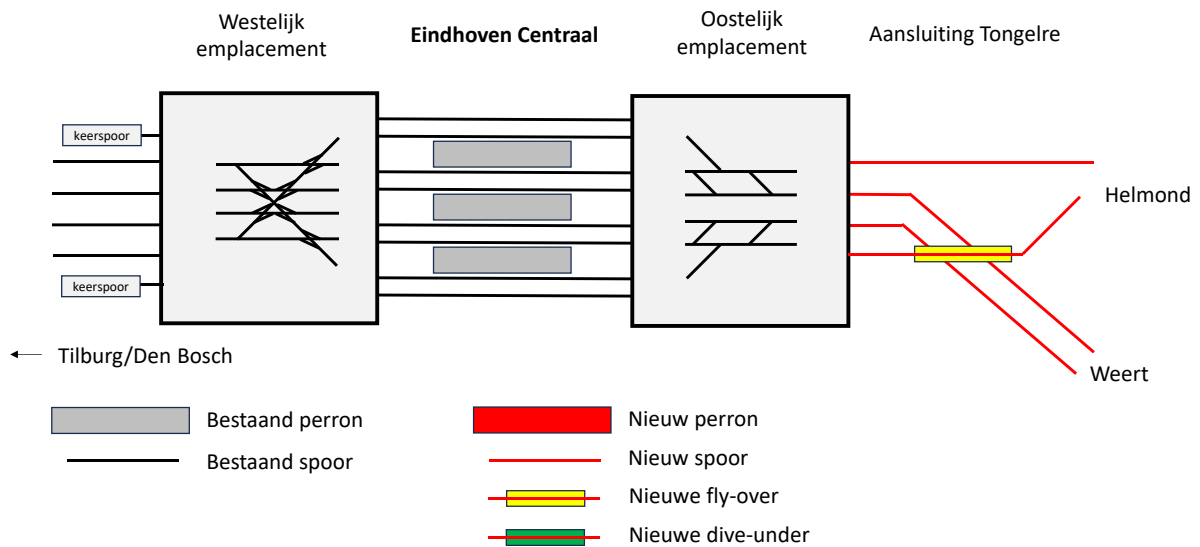 Westelijk
emplacement
Eindhoven Centraal
Oostelijk
emplacement
Aansluiting Tongelre
keerspoor
keerspoor
Helmond
Weert
Tilburg/Den Bosch
Bestaand perron
Bestaand spoor
Nieuw perron
Nieuw spoor
Nieuwe fly-over
Nieuwe dive-under